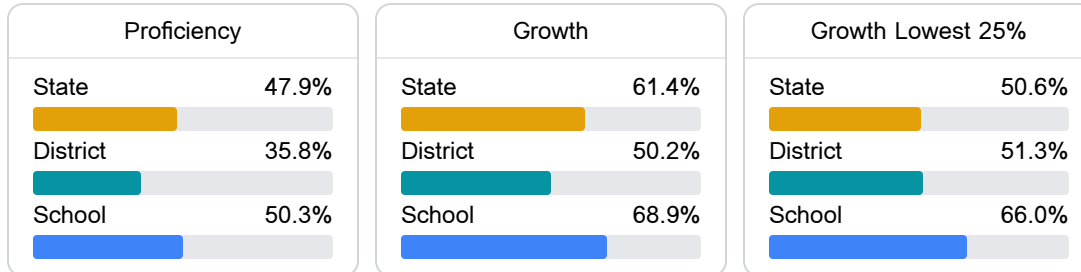 Proficiency
State 47.9%
District 35.8%
School 50.3%
Growth
State 61.4%
District 50.2%
School 68.9%
Growth Lowest 25%
State 50.6%
District 51.3%
School 66.0%